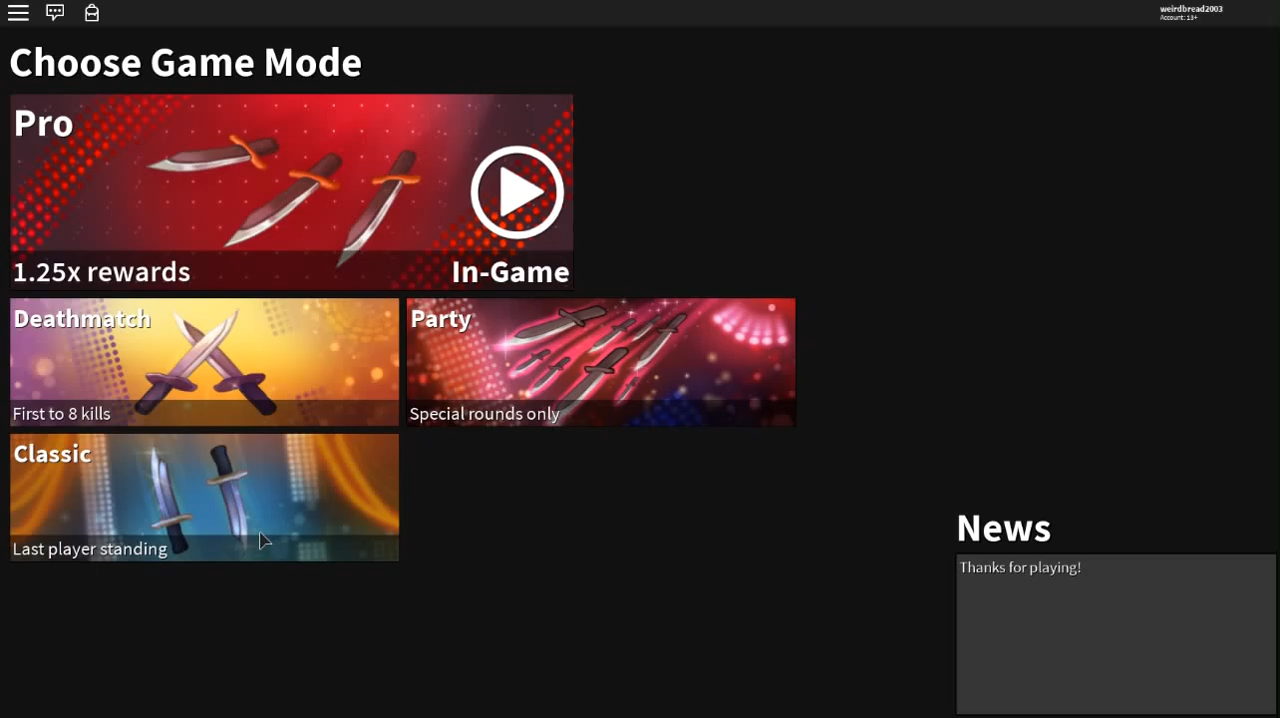 weirdbread2003
Account: 13+
Choose Game Mode
Pro
1.25x rewards
In-Game
Deathmatch
First to 8 kills
Party
Special rounds only
Classic
Last player standing
News
Thanks for playing!